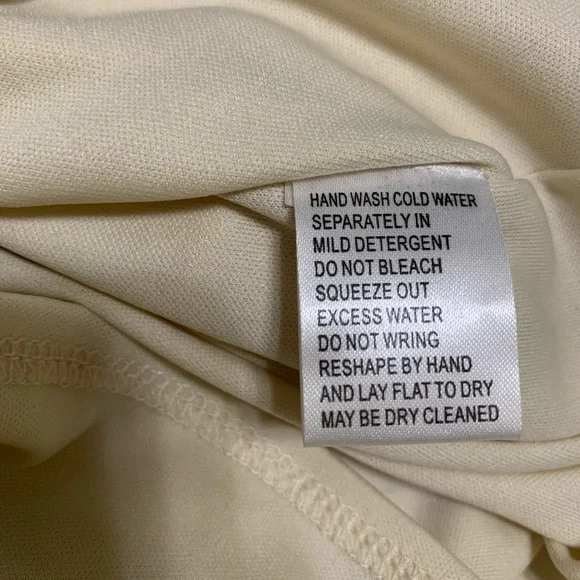 HAND WASH COLD WATER
SEPARATELY IN
MILD DETERGENT
DO NOT BLEACH
SQUEEZE OUT
EXCESS WATER
DO NOT WRING
RESHAPE BY HAND
AND LAY FLAT TO DRY
MAY BE DRY CLEANED